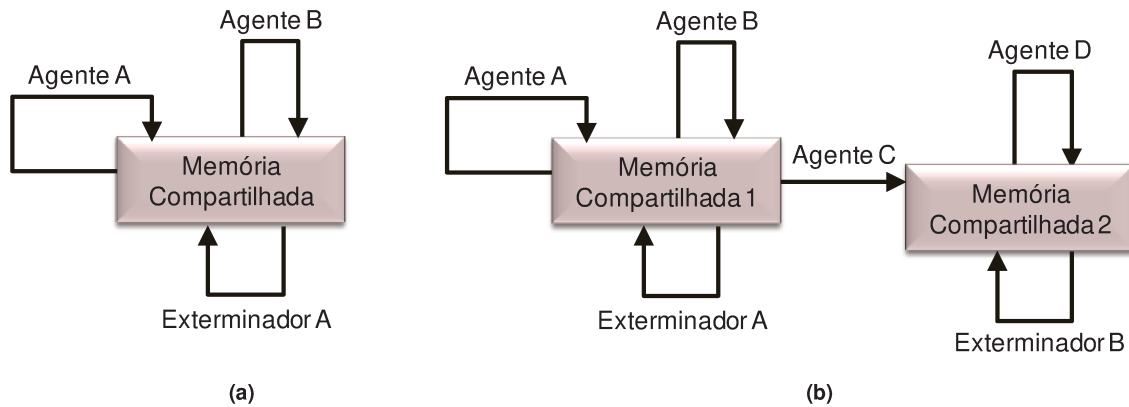 Agente B
Agente A
Memória
Compartilhada
Exterminador A
(a)
Agente B
Agente A
Memória
Compartilhada 1
Exterminador A
Agente C
Agente D
Memória
Compartilhada 2
Exterminador B
(b)